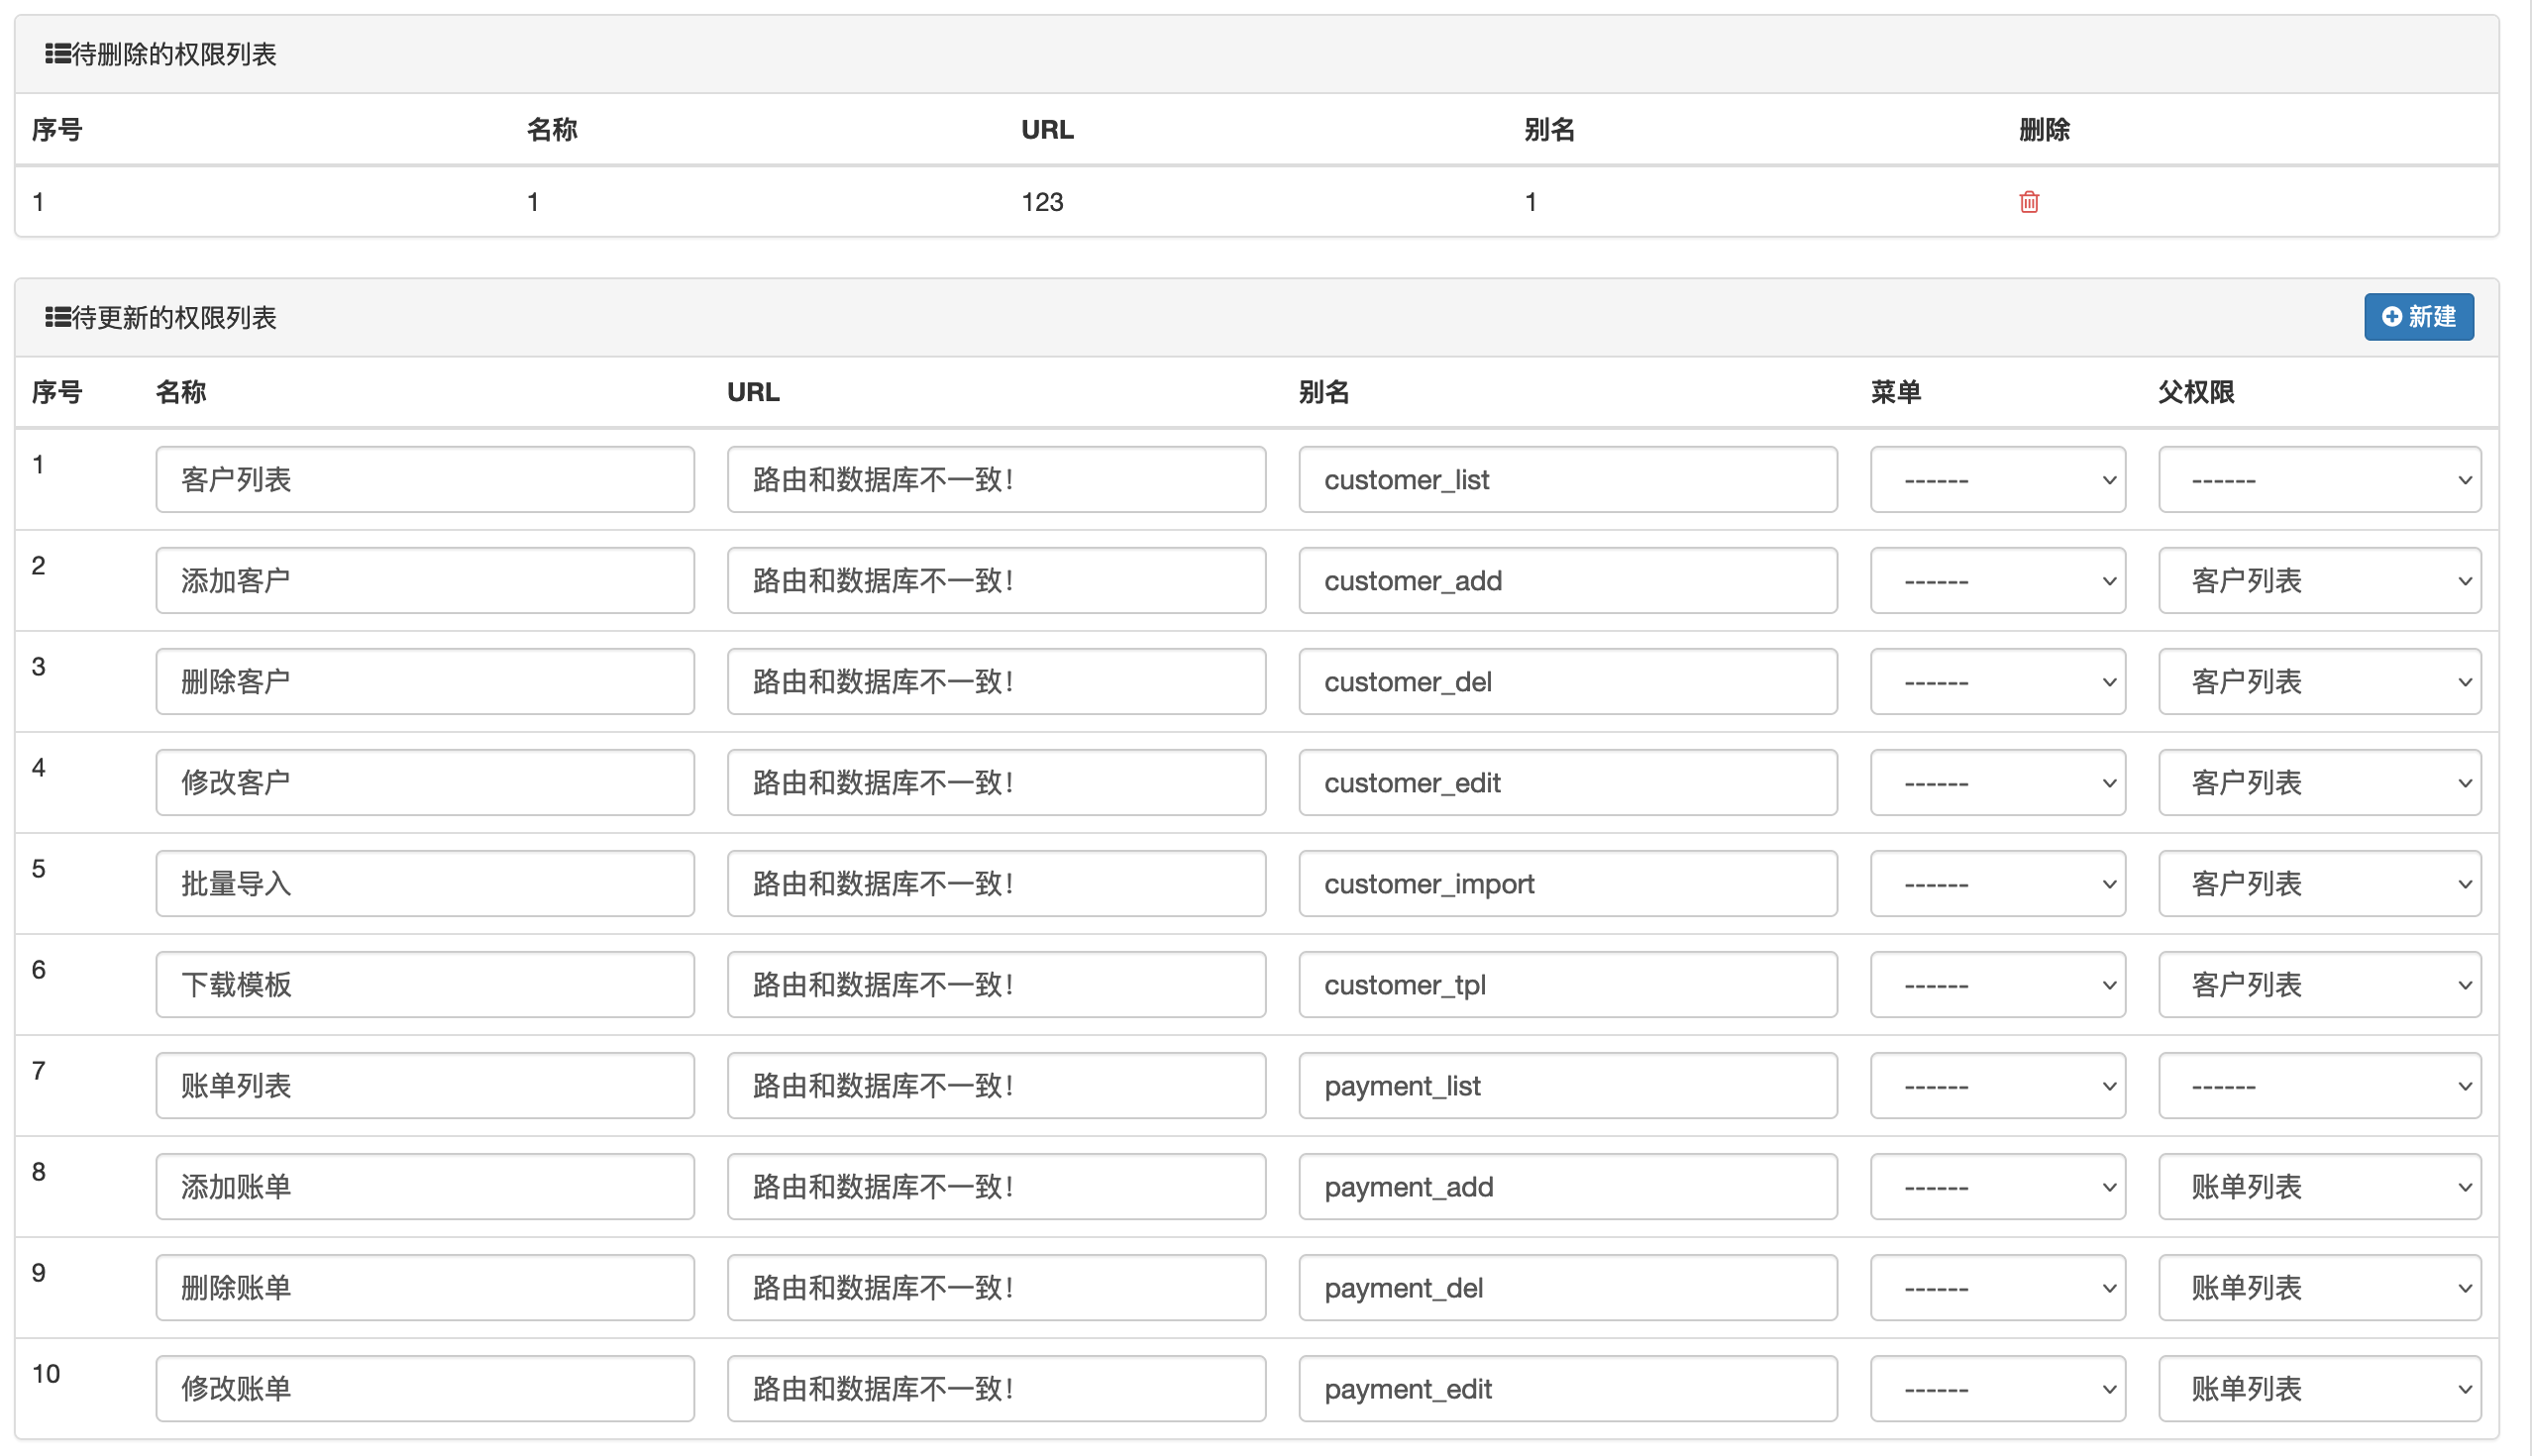 待删除的权限列表
序号 名称 URL 别名 删除
1 1 123 1
待更新的权限列表 新建
序号 名称 URL 别名 菜单 父权限
1 客户列表 路由和数据库不一致！ customer_list ------ ------
2 添加客户 路由和数据库不一致！ customer_add ------ 客户列表
3 删除客户 路由和数据库不一致！ customer_del ------ 客户列表
4 修改客户 路由和数据库不一致！ customer_edit ------ 客户列表
5 批量导入 路由和数据库不一致！ customer_import ------ 客户列表
6 下载模板 路由和数据库不一致！ customer_tpl ------ 客户列表
7 账单列表 路由和数据库不一致！ payment_list ------ ------
8 添加账单 路由和数据库不一致！ payment_add ------ 账单列表
9 删除账单 路由和数据库不一致！ payment_del ------ 账单列表
10 修改账单 路由和数据库不一致！ payment_edit ------ 账单列表